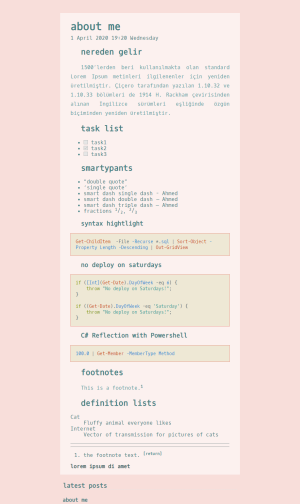 about me
1 April 2020 19:20 Wednesday
nereden gelir
1500'lerden beri kullanılmakta olan standard
Lorem Ipsum metinleri ilgilenenler için yeniden
üretilmiştir. Çiçero tarafından yazılan 1.10.32 ve
1.10.33 bölümleri de 1914 H. Rackham çevirisinden
alınan İngilizce sürümleri eşliğinde özgün
biçiminden yeniden üretilmiştir.
task list
task1
task2
task3
smartypants
"double quote"
'single quote'
smart dash single dash - Ahmed
smart dash double dash – Ahmed
smart dash triple dash — Ahmed
fractions 1/2, 3/4
syntax hightlight
Get-ChildItem -File -Recurse *.sql | Sort-Object -
Property Length -Descending | Out-GridView
no deploy on saturdays
if ([Int](Get-Date).DayOfWeek -eq 6) {
throw "No deploy on Saturdays!";
}
if ((Get-Date).DayOfWeek -eq 'Saturday') {
throw "No deploy on Saturdays!";
}
C# Reflection with Powershell
100.0 | Get-Member -MemberType Method
footnotes
This is a footnote.1
definition lists
Cat
Fluffy animal everyone likes
Internet
Vector of transmission for pictures of cats
1. the footnote text. [return]
lorem ipsum di amet
latest posts
about me